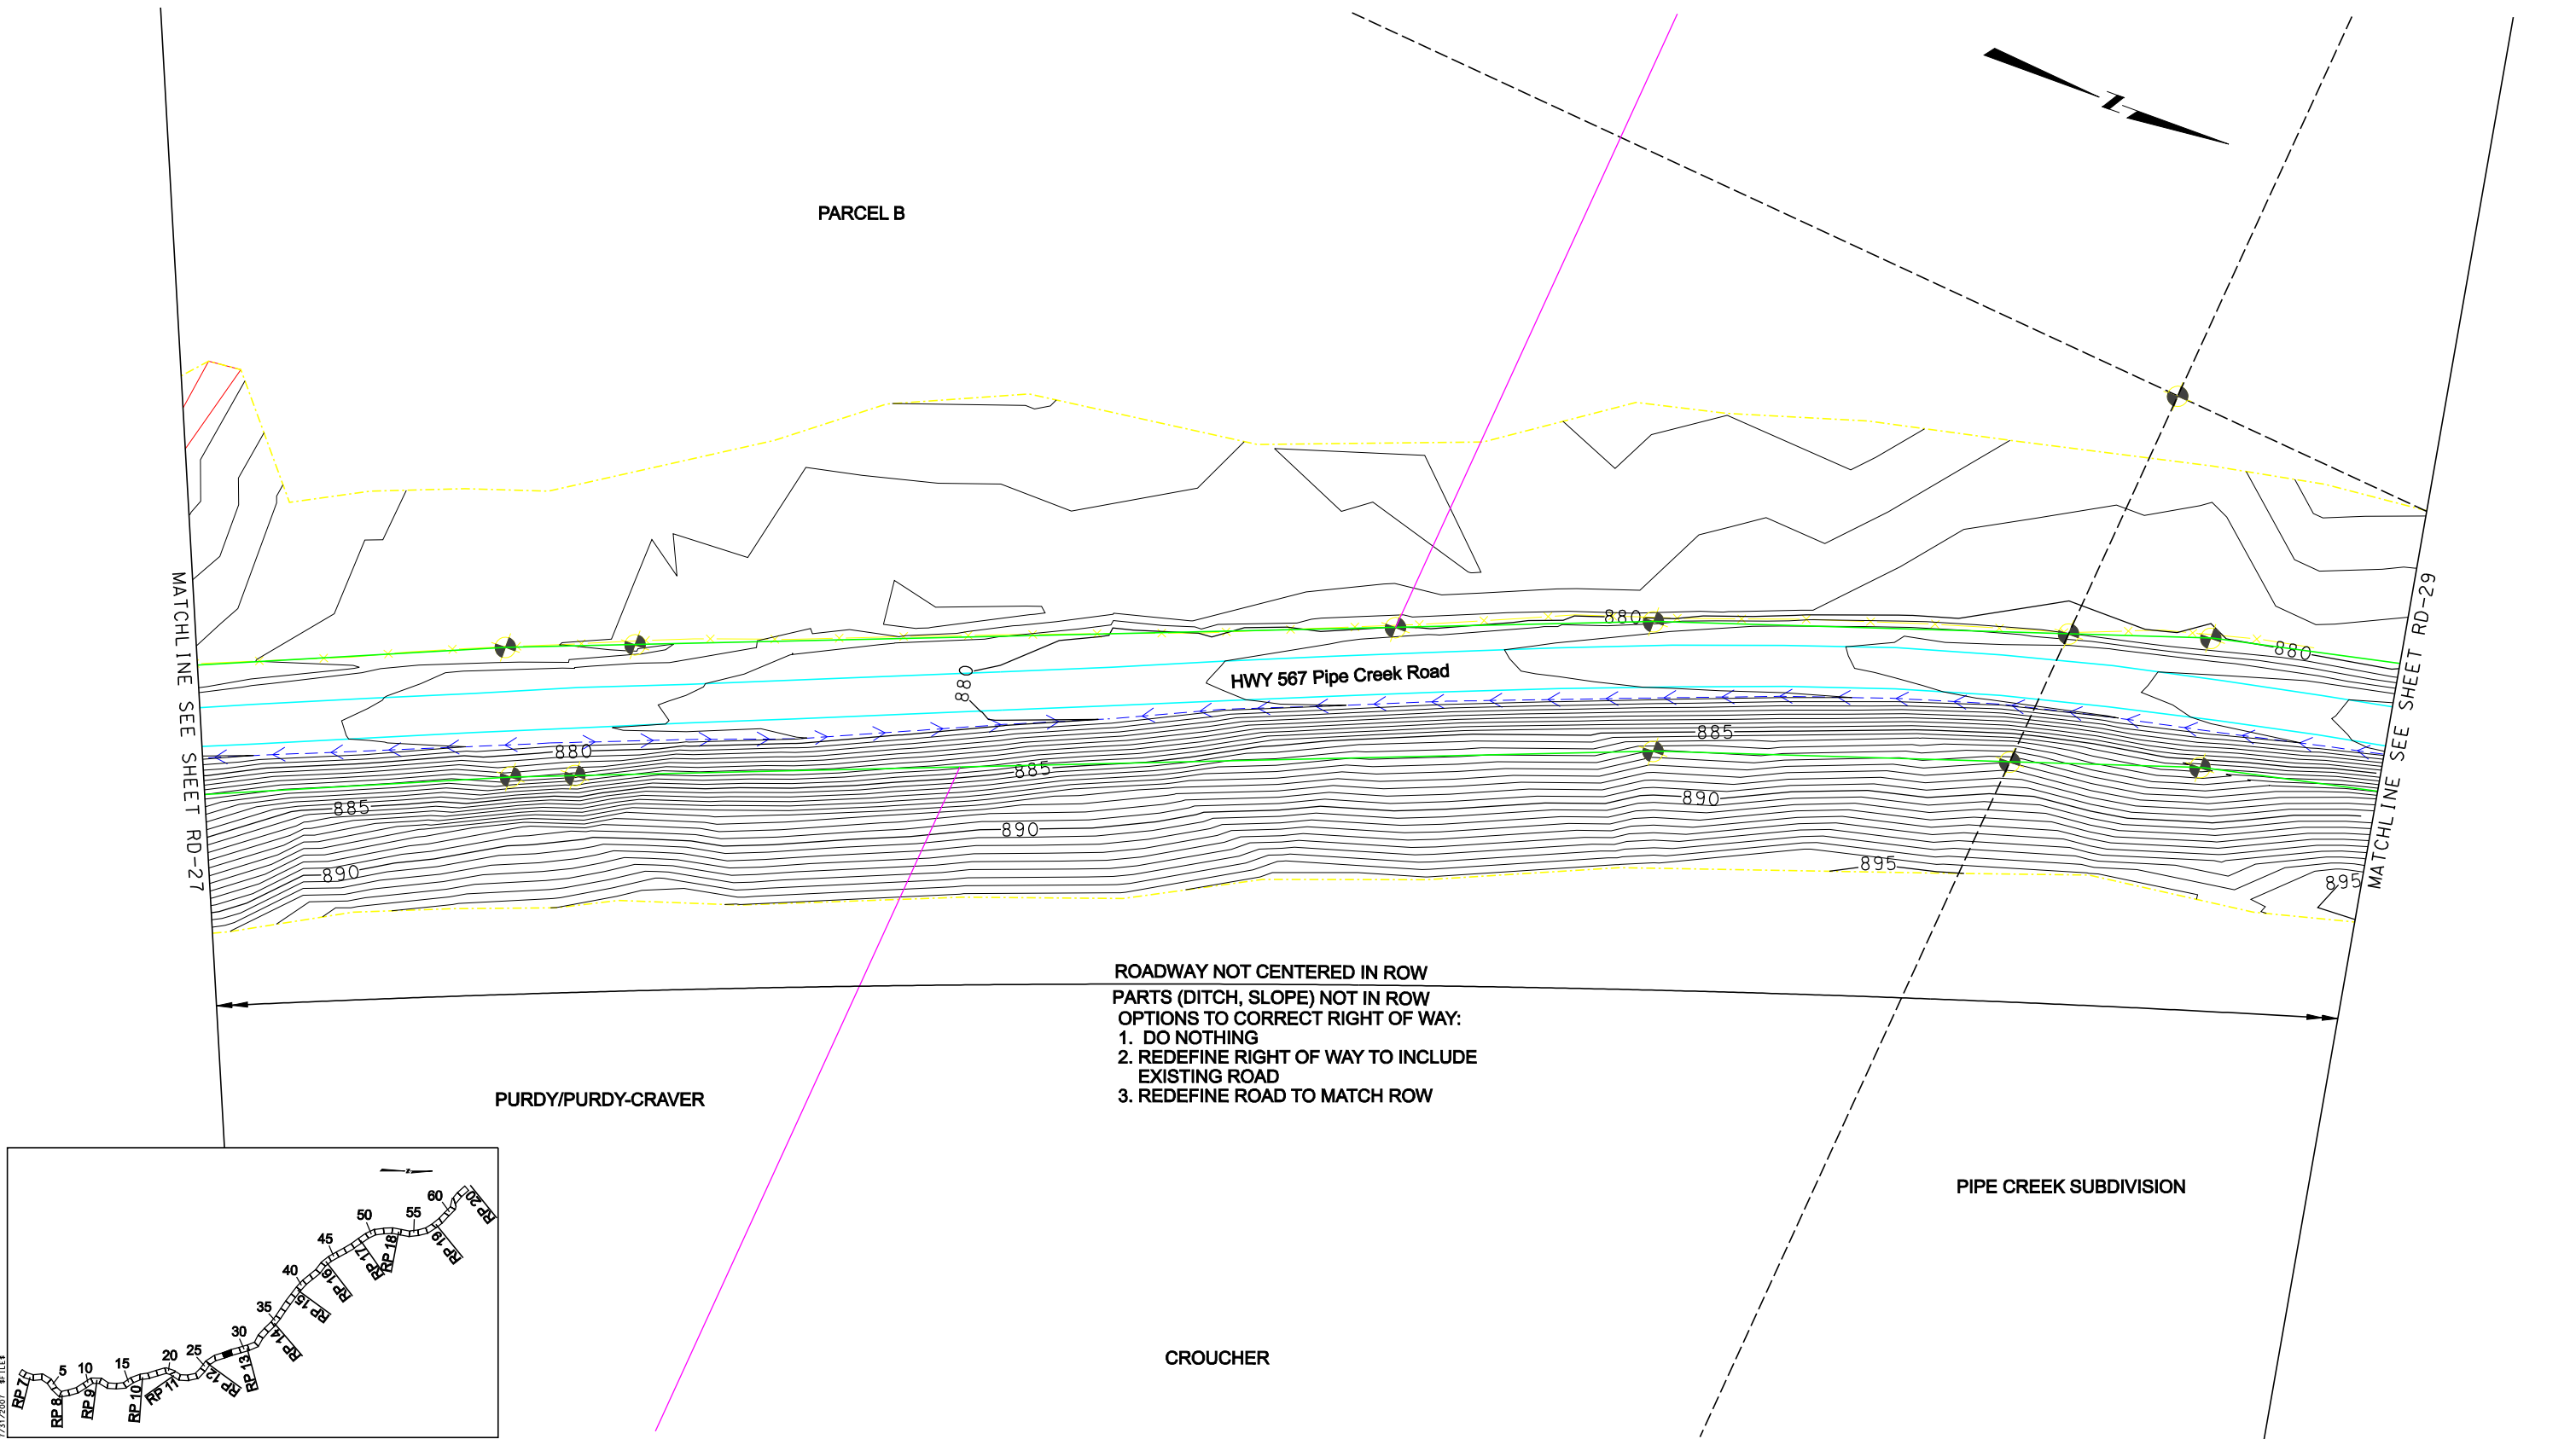 PARCEL B
MATCHLINE SEE SHEET RD-27
MATCHLINE SEE SHEET RD-29
880
880
880
HWY 567 Pipe Creek Road
880
885
885
885
890
890
890
895
895
ROADWAY NOT CENTERED IN ROW
PARTS (DITCH, SLOPE) NOT IN ROW
OPTIONS TO CORRECT RIGHT OF WAY:
1. DO NOTHING
2. REDEFINE RIGHT OF WAY TO INCLUDE
EXISTING ROAD
3. REDEFINE ROAD TO MATCH ROW
PURDY/PURDY-CRAVER
PIPE CREEK SUBDIVISION
CROUCHER
z
z
5
10
15
20
25
30
35
40
45
50
55
60
RP 7
RP 8
RP 9
RP 10
RP 11
RP 12
RP 13
RP 14
RP 15
RP 16
RP 17
RP 18
RP 19
RP 20